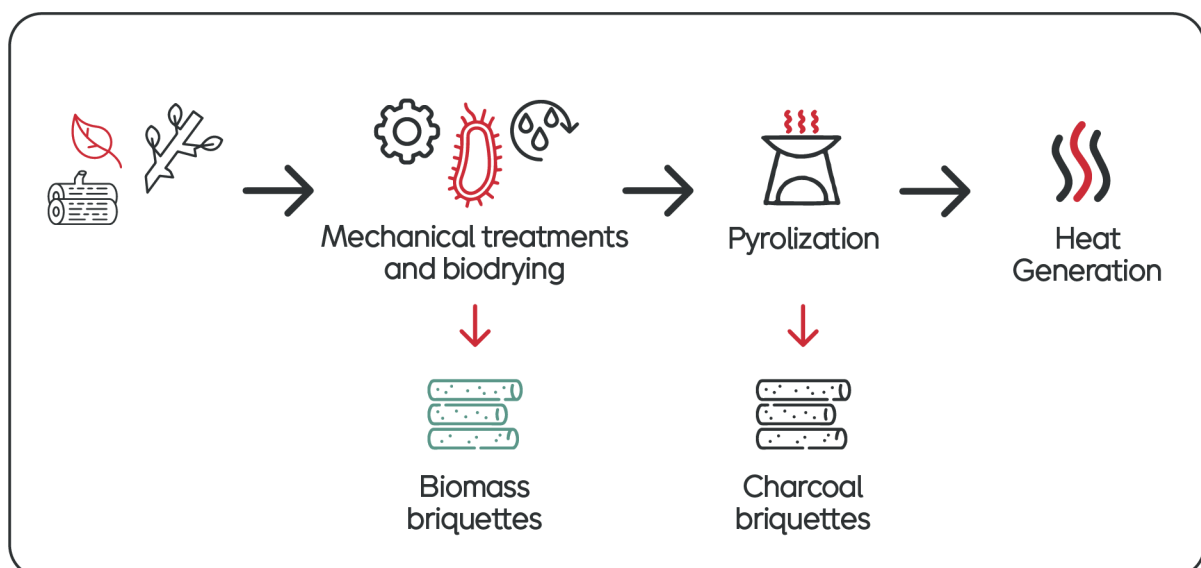 Mechanical treatments
and biodrying
Pyrolization
Heat
Generation
Biomass
briquettes
Charcoal
briquettes